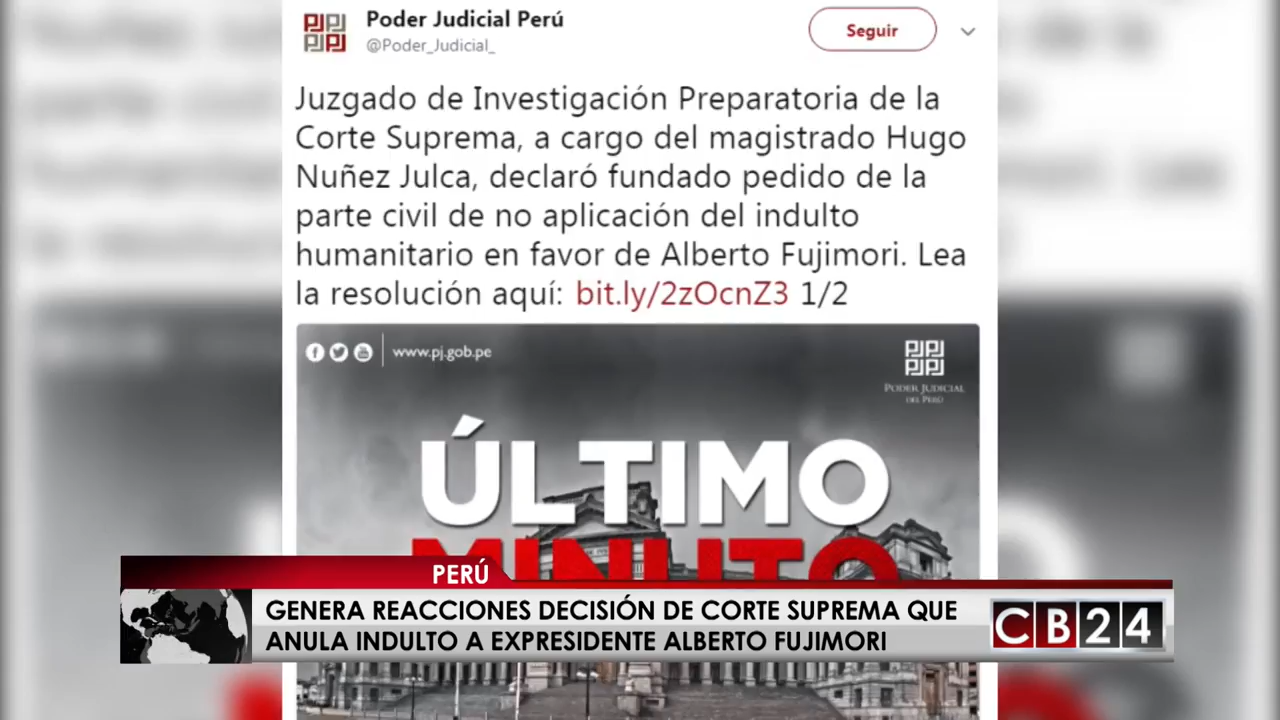 Poder Judicial Perú
@Poder_Judicial_
Seguir
Juzgado de Investigación Preparatoria de la
Corte Suprema, a cargo del magistrado Hugo
Nuñez Julca, declaró fundado pedido de la
parte civil de no aplicación del indulto
humanitario en favor de Alberto Fujimori. Lea
la resolución aquí: bit.ly/2zOcnZ3 1/2
www.pj.gob.pe
PODER JUDICIAL
DEL PERÚ
ÚLTIMO
MINUTO
PERÚ
GENERA REACCIONES DECISIÓN DE CORTE SUPREMA QUE
ANULA INDULTO A EXPRESIDENTE ALBERTO FUJIMORI
CB24